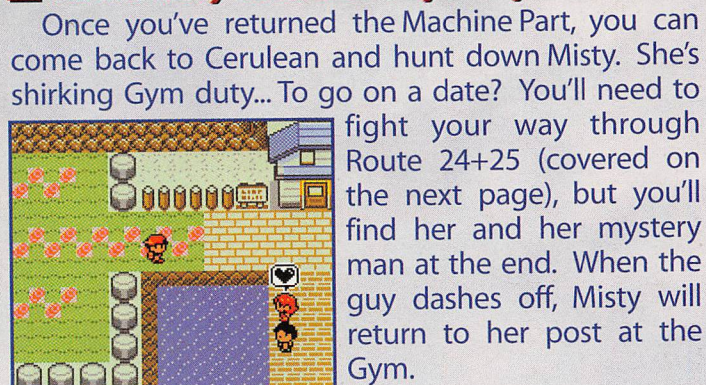 Once you've returned the Machine Part, you can
come back to Cerulean and hunt down Misty. She's
shirking Gym duty... To go on a date? You'll need to
fight your way through
Route 24+25 (covered on
the next page), but you'll
find her and her mystery
man at the end. When the
guy dashes off, Misty will
return to her post at the
Gym.